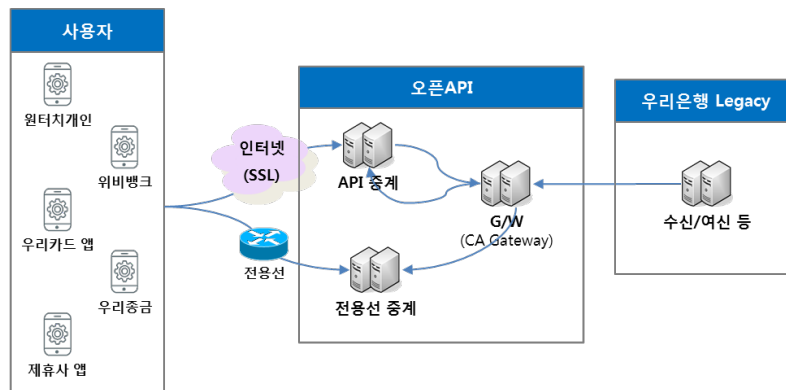 사용자
원터치개인
위비뱅크
우리카드 앱
우리종금
제휴사 앱
인터넷
(SSL)
전용선
오픈API
API 중계
G/W
(CA Gateway)
전용선 중계
우리은행 Legacy
수신/여신 등